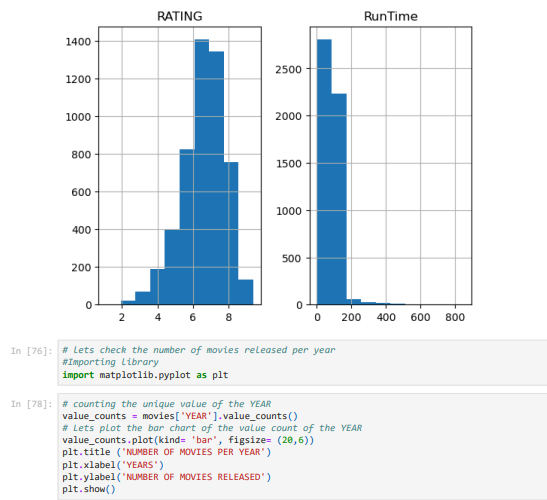 RATING
RunTime
1400
1200
1000
800
600
400
200
0
2 4 6 8
2500
2000
1500
1000
500
0
0 200 400 600 800
In [76]: # lets check the number of movies released per year
#Importing Library
import matplotlib.pyplot as plt
In [78]: # counting the unique value of the YEAR
value_counts = movies['YEAR'].value_counts()
# Lets plot the bar chart of the value count of the YEAR
value_counts.plot(kind= 'bar', figsize= (20,6))
plt.title ('NUMBER OF MOVIES PER YEAR')
plt.xlabel('YEARS')
plt.ylabel('NUMBER OF MOVIES RELEASED')
plt.show()